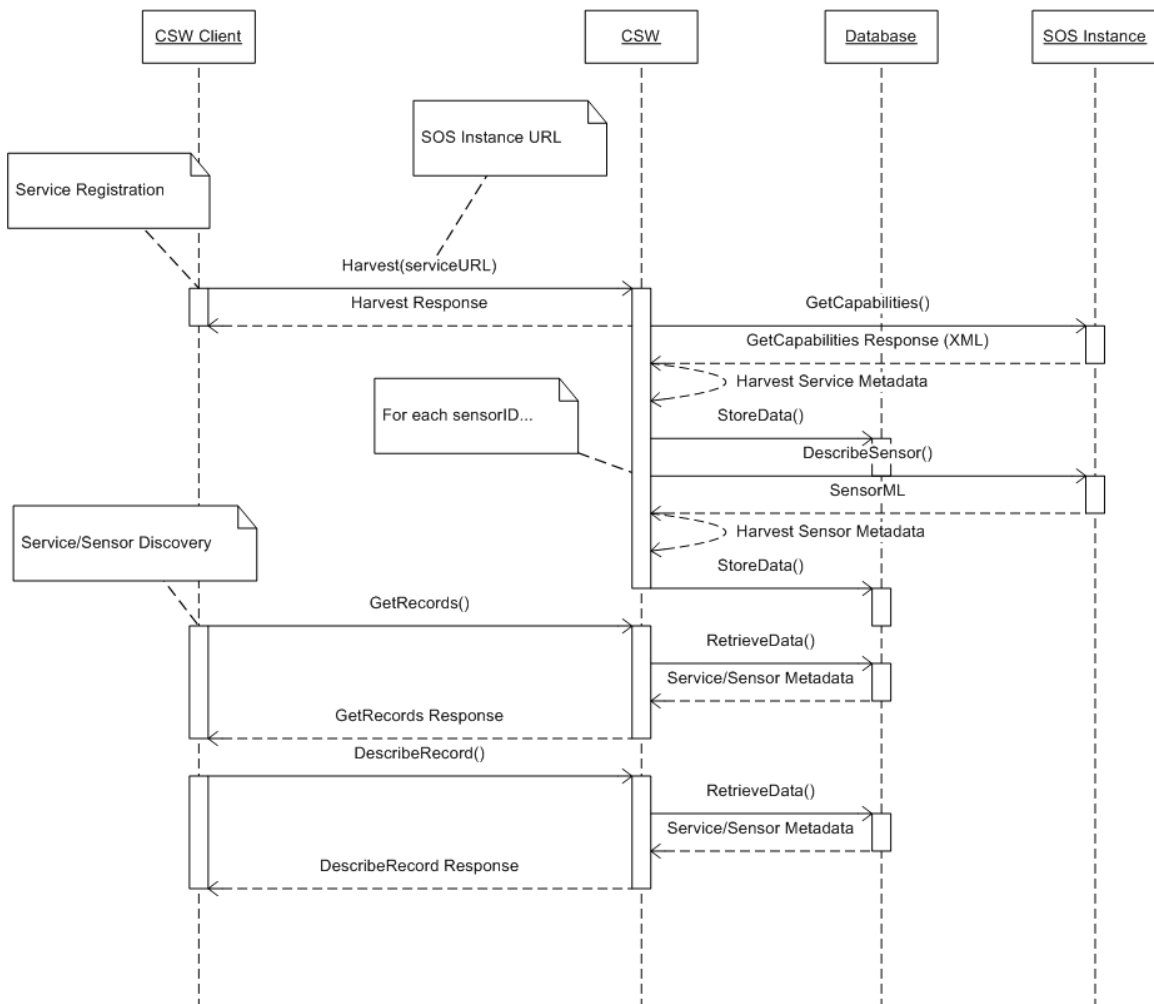 CSW Client
CSW
Database
SOS Instance
SOS Instance URL
Service Registration
Harvest(serviceURL)
Harvest Response
GetCapabilities()
GetCapabilities Response (XML)
Harvest Service Metadata
For each sensorID...
StoreData()
DescribeSensor()
SensorML
Harvest Sensor Metadata
Service/Sensor Discovery
StoreData()
GetRecords()
RetrieveData()
Service/Sensor Metadata
GetRecords Response
DescribeRecord()
RetrieveData()
Service/Sensor Metadata
DescribeRecord Response